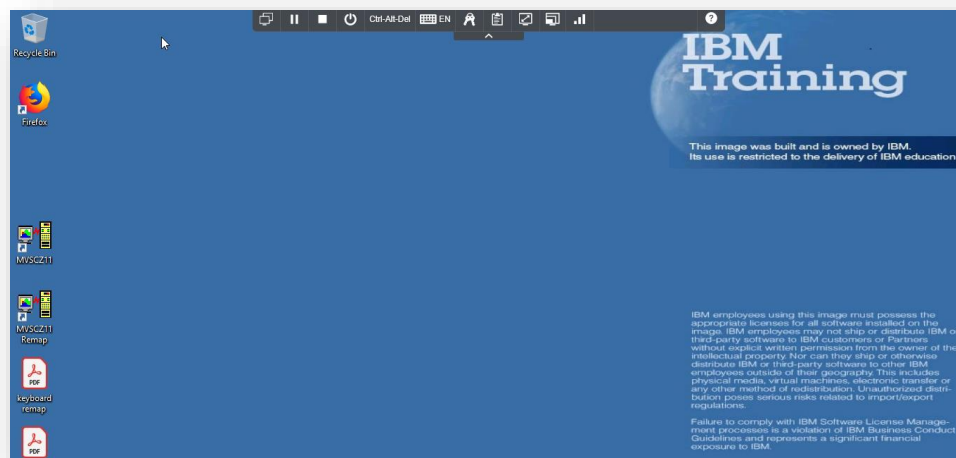 Ctrl-Alt-Del
EN
?
Recycle Bin
Firefox
MVSCZ11
MVSCZ11
Remap
PDF
keyboard
remap
PDF
IBM
Training
This image was built and is owned by IBM.
Its use is restricted to the delivery of IBM education
IBM employees using this image must possess the
appropriate licenses for all software installed on the
image. IBM employees may not ship or distribute IBM o
third-party software to IBM customers or Partners
without explicit written permission from the owner of the
intellectual property. Nor can they ship or otherwise
distribute IBM or third-party software to other IBM
employees outside of their geography. This includes
physical media, virtual machines, electronic transfer or
any other method of redistribution. Unauthorized distri-
bution poses serious risks related to import/export
regulations.
Failure to comply with IBM Software License Manage-
ment processes is a violation of IBM Business Conduct
Guidelines and represents a significant financial
exposure to IBM.